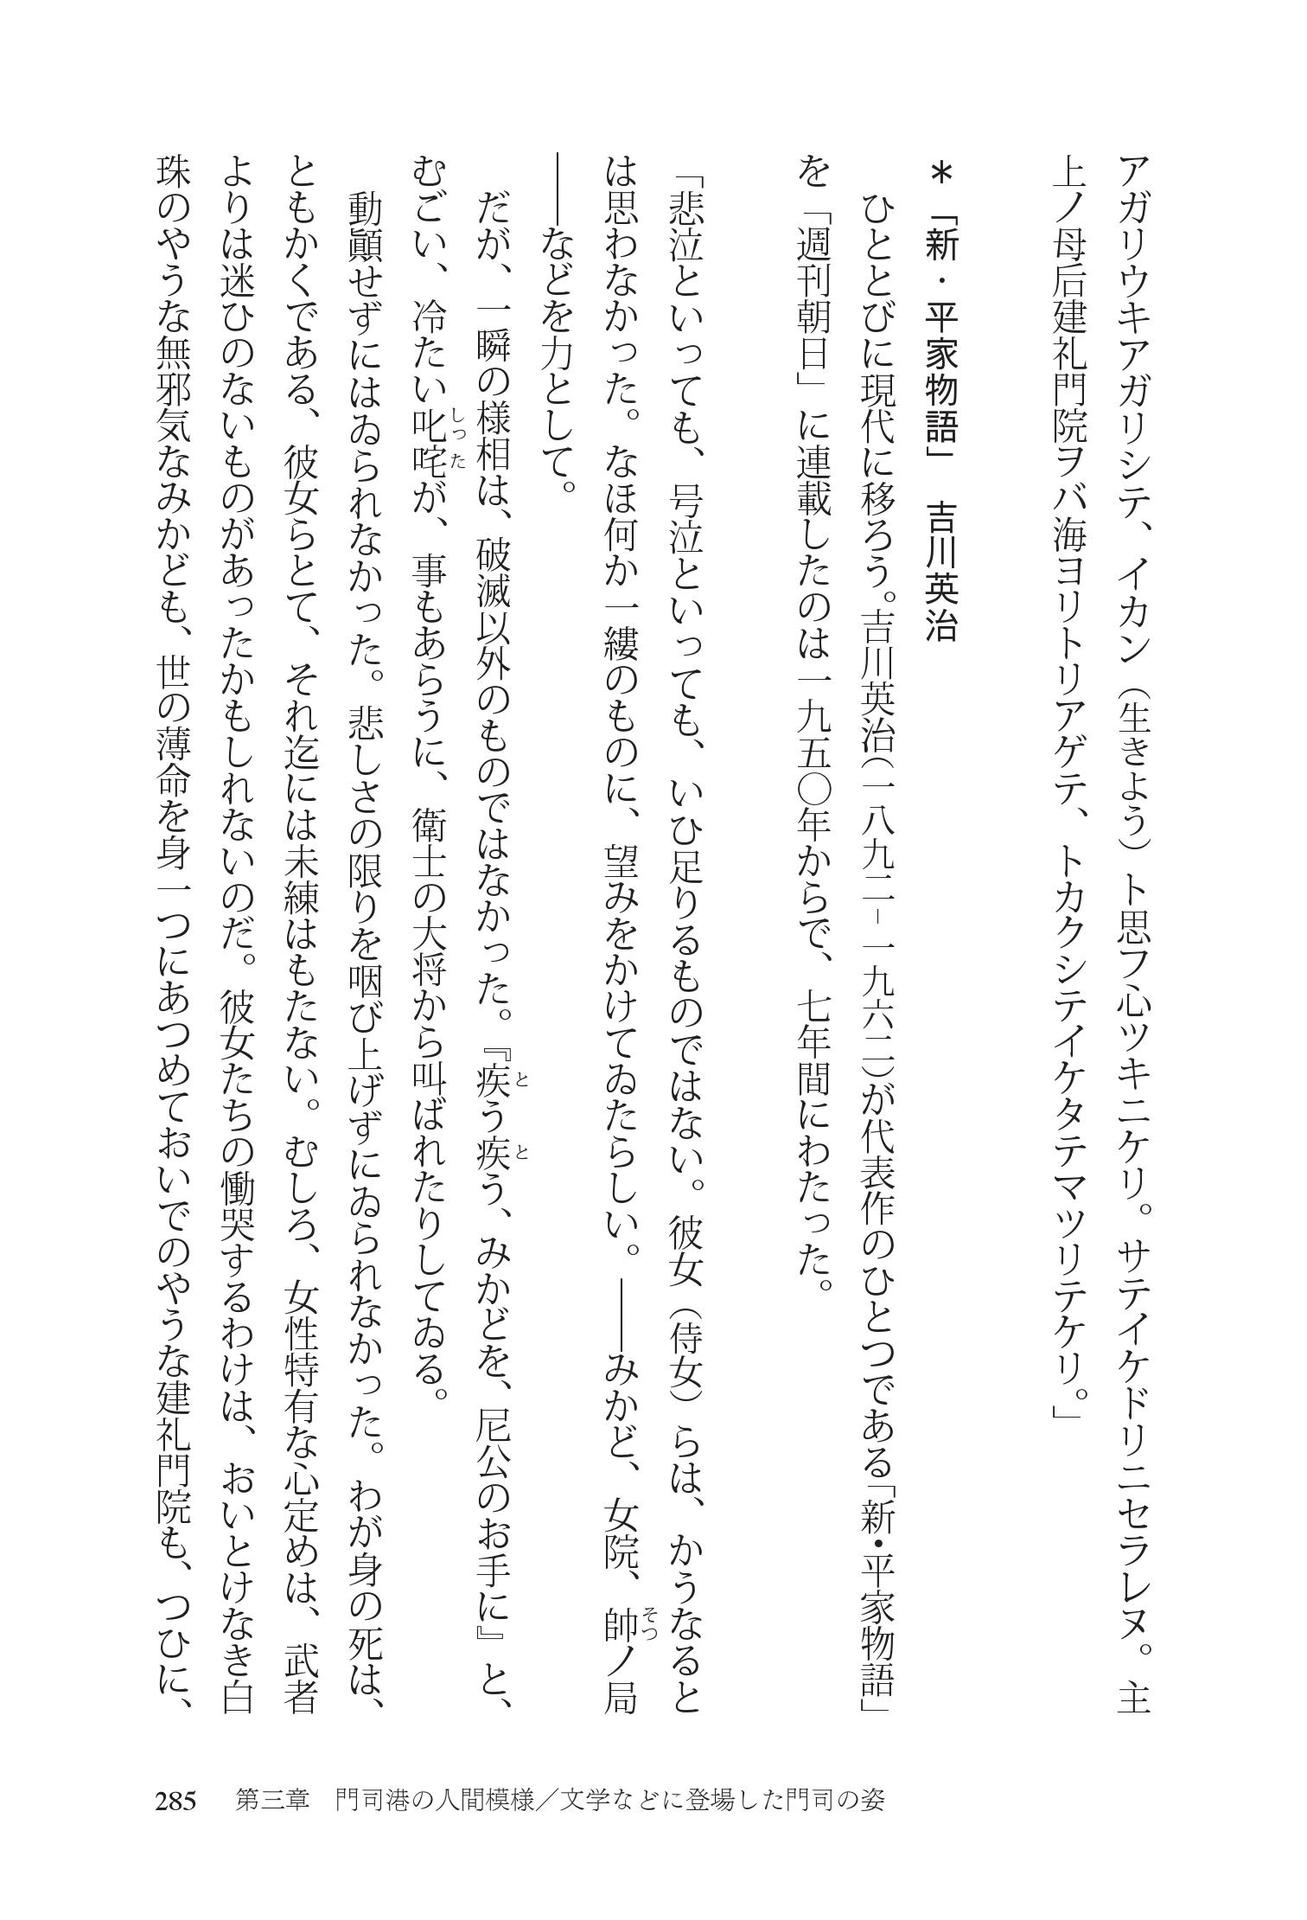 アガリウキアガリシテ、イカン（生きよう）ト思フ心ツキニケリ。サテイケドリニセラレヌ。主
上ノ母后建礼門院ヲバ海ヨリトリアゲテ、トカクシテイケタテマツリテケリ。」
＊「新・平家物語」　吉川英治
ひととびに現代に移ろう。吉川英治（一八九二－一九六二）が代表作のひとつである「新・平家物語」
を「週刊朝日」に連載したのは一九五〇年からで、七年間にわたった。
「悲泣といっても、号泣といっても、いひ足りるものではない。彼女（侍女）らは、かうなると
は思わなかった。なほ何か一縷のものに、望みをかけてゐたらしい。――みかど、女院、帥ノ局
――などを力として。
だが、一瞬の様相は、破滅以外のものではなかった。『疾う疾う、みかどを、尼公のお手に』と、
むごい、冷たい叱咤が、事もあらうに、衛士の大将から叫ばれたりしてゐる。
動顚せずにはゐられなかった。悲しさの限りを咽び上げずにゐられなかった。わが身の死は、
ともかくである、彼女らとて、それ迄には未練はもたない。むしろ、女性特有な心定めは、武者
よりは迷ひのないものがあったかもしれないのだ。彼女たちの慟哭するわけは、おいとけなき白
珠のやうな無邪気なみかども、世の薄命を身一つにあつめておいでのやうな建礼門院も、つひに、
285　第三章　門司港の人間模様／文学などに登場した門司の姿